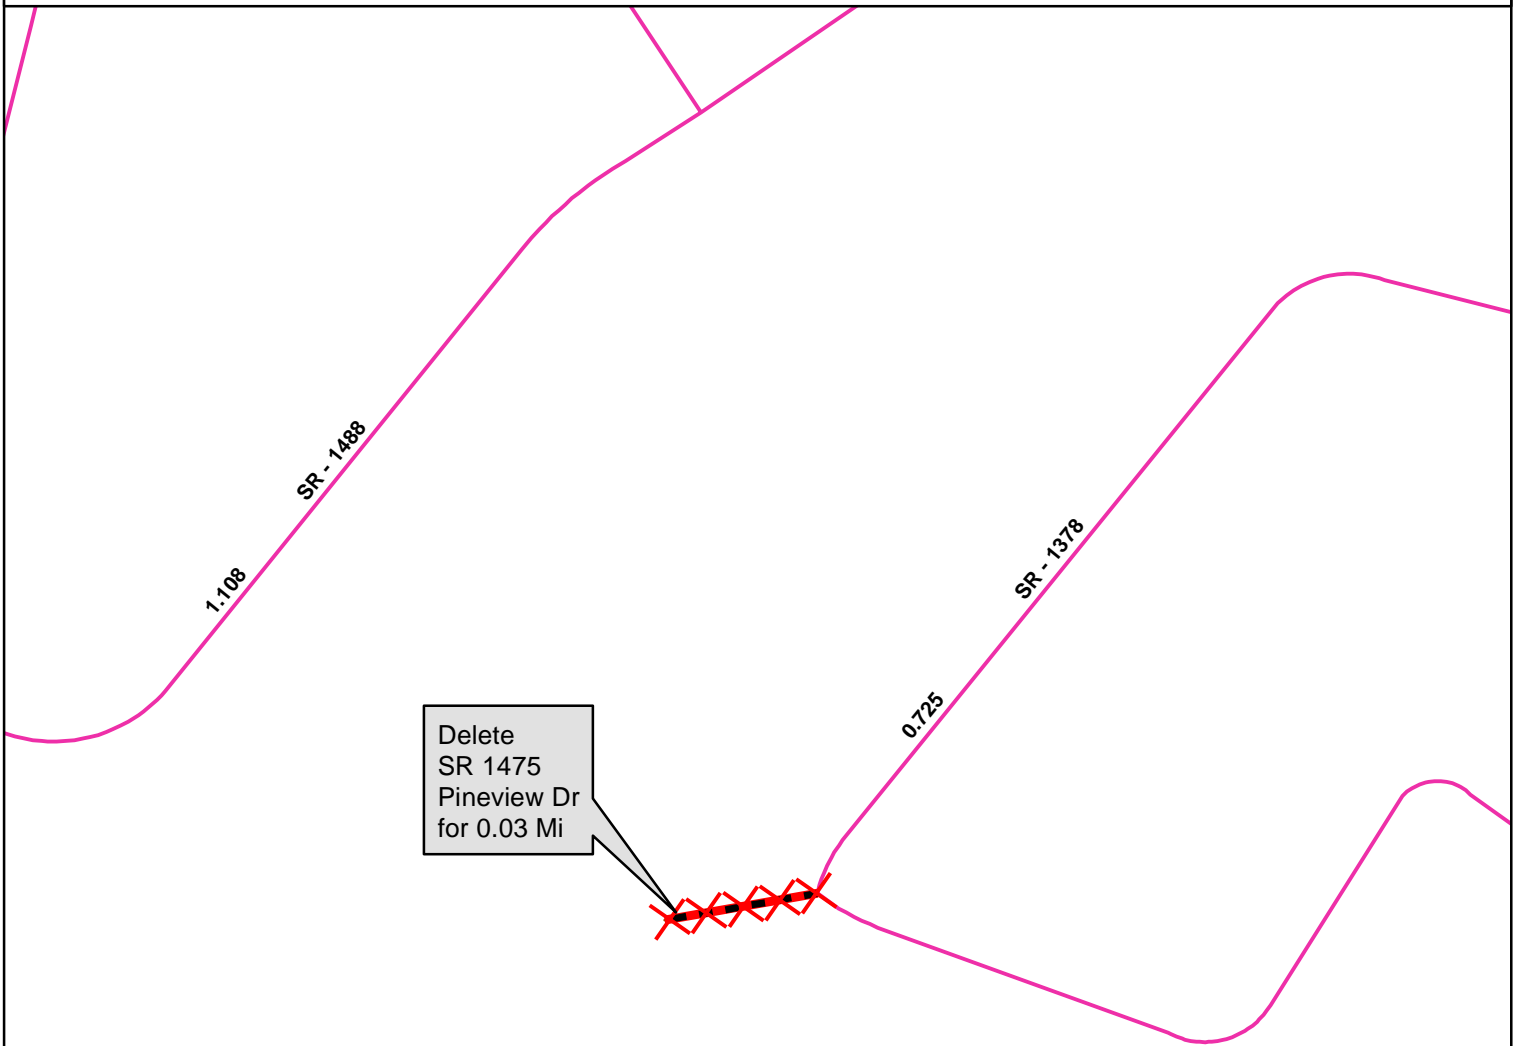 SR - 1488
1.108
SR - 1378
0.725
Delete
SR 1475
Pineview Dr
for 0.03 Mi